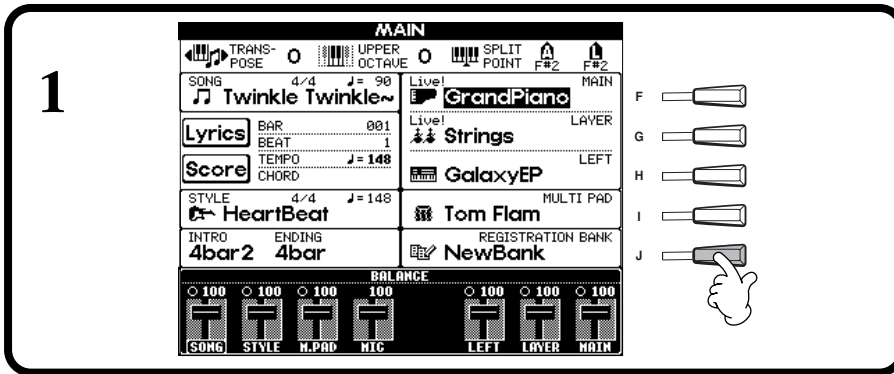 1
MAIN
TRANS-
POSE 0
UPPER
OCTAVE 0
SPLIT
POINT
A
F#2
L
F#2
SONG 4/4 ♩= 90
Twinkle Twinkle~
Lyrics
BAR 001
BEAT 1
Score
TEMPO ♩=148
CHORD
STYLE 4/4 ♩=148
HeartBeat
INTRO ENDING
4bar2 4bar
Live! MAIN
GrandPiano
Live! LAYER
Strings
LEFT
GalaxyEP
MULTI PAD
Tom Flam
REGISTRATION BANK
NewBank
BALANCE
100 100 100 100 100 100 100
SONG STYLE M.PAD MIC LEFT LAYER MAIN
F
G
H
I
J